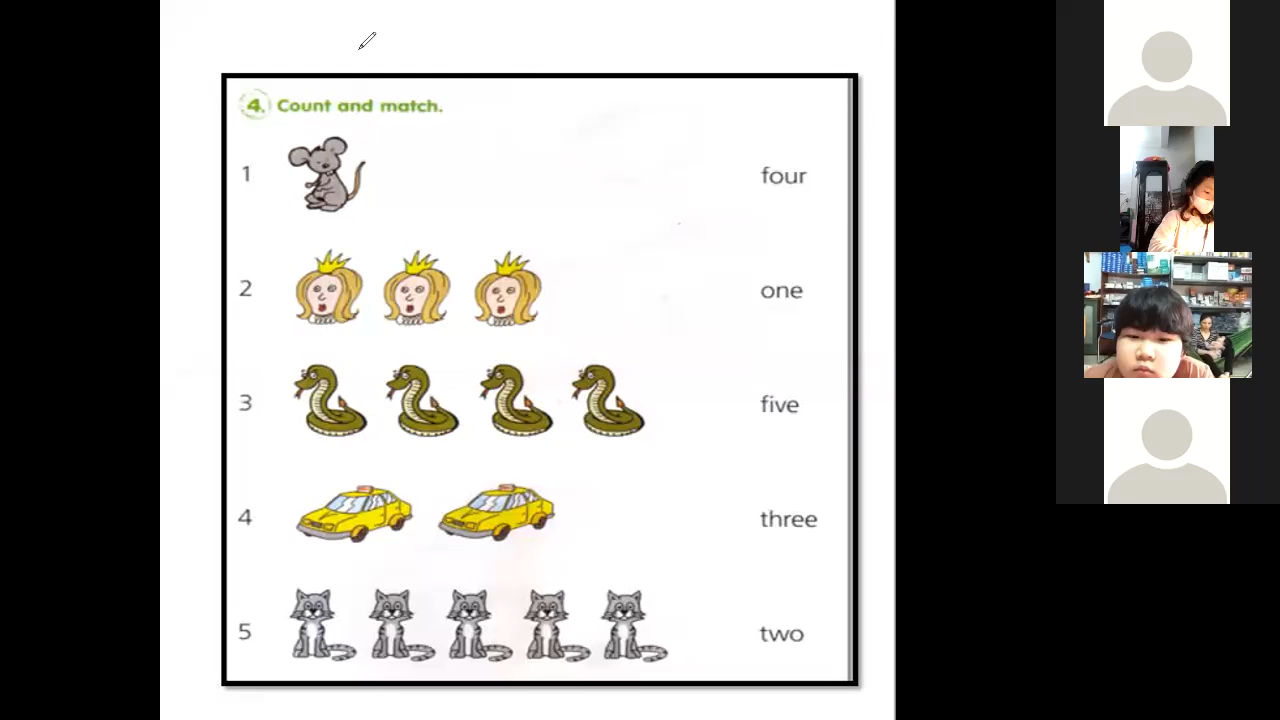 4. Count and match.
1 four
2 one
3 five
4 three
5 two